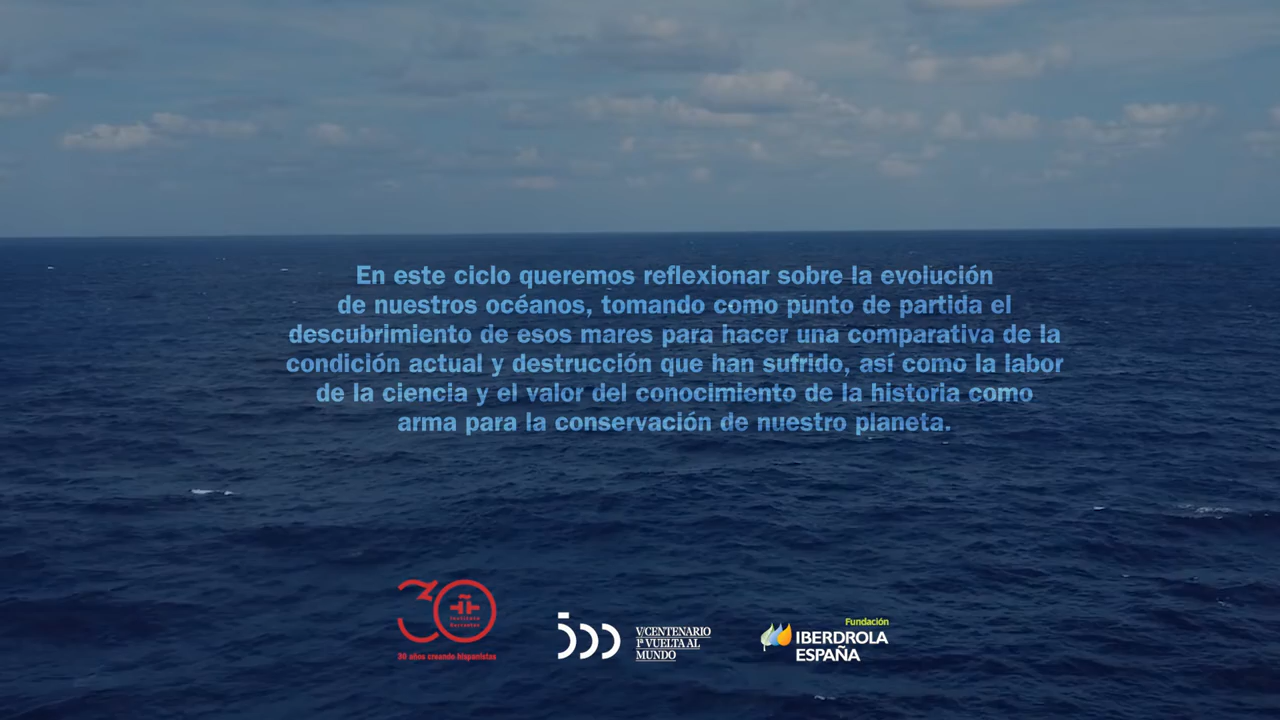 En este ciclo queremos reflexionar sobre la evolución
de nuestros océanos, tomando como punto de partida el
descubrimiento de esos mares para hacer una comparativa de la
condición actual y destrucción que han sufrido, así como la labor
de la ciencia y el valor del conocimiento de la historia como
arma para la conservación de nuestro planeta.
30
Instituto
Cervantes
30 años creando hispanistas
V CENTENARIO
1ª VUELTA AL
MUNDO
Fundación
IBERDROLA
ESPAÑA